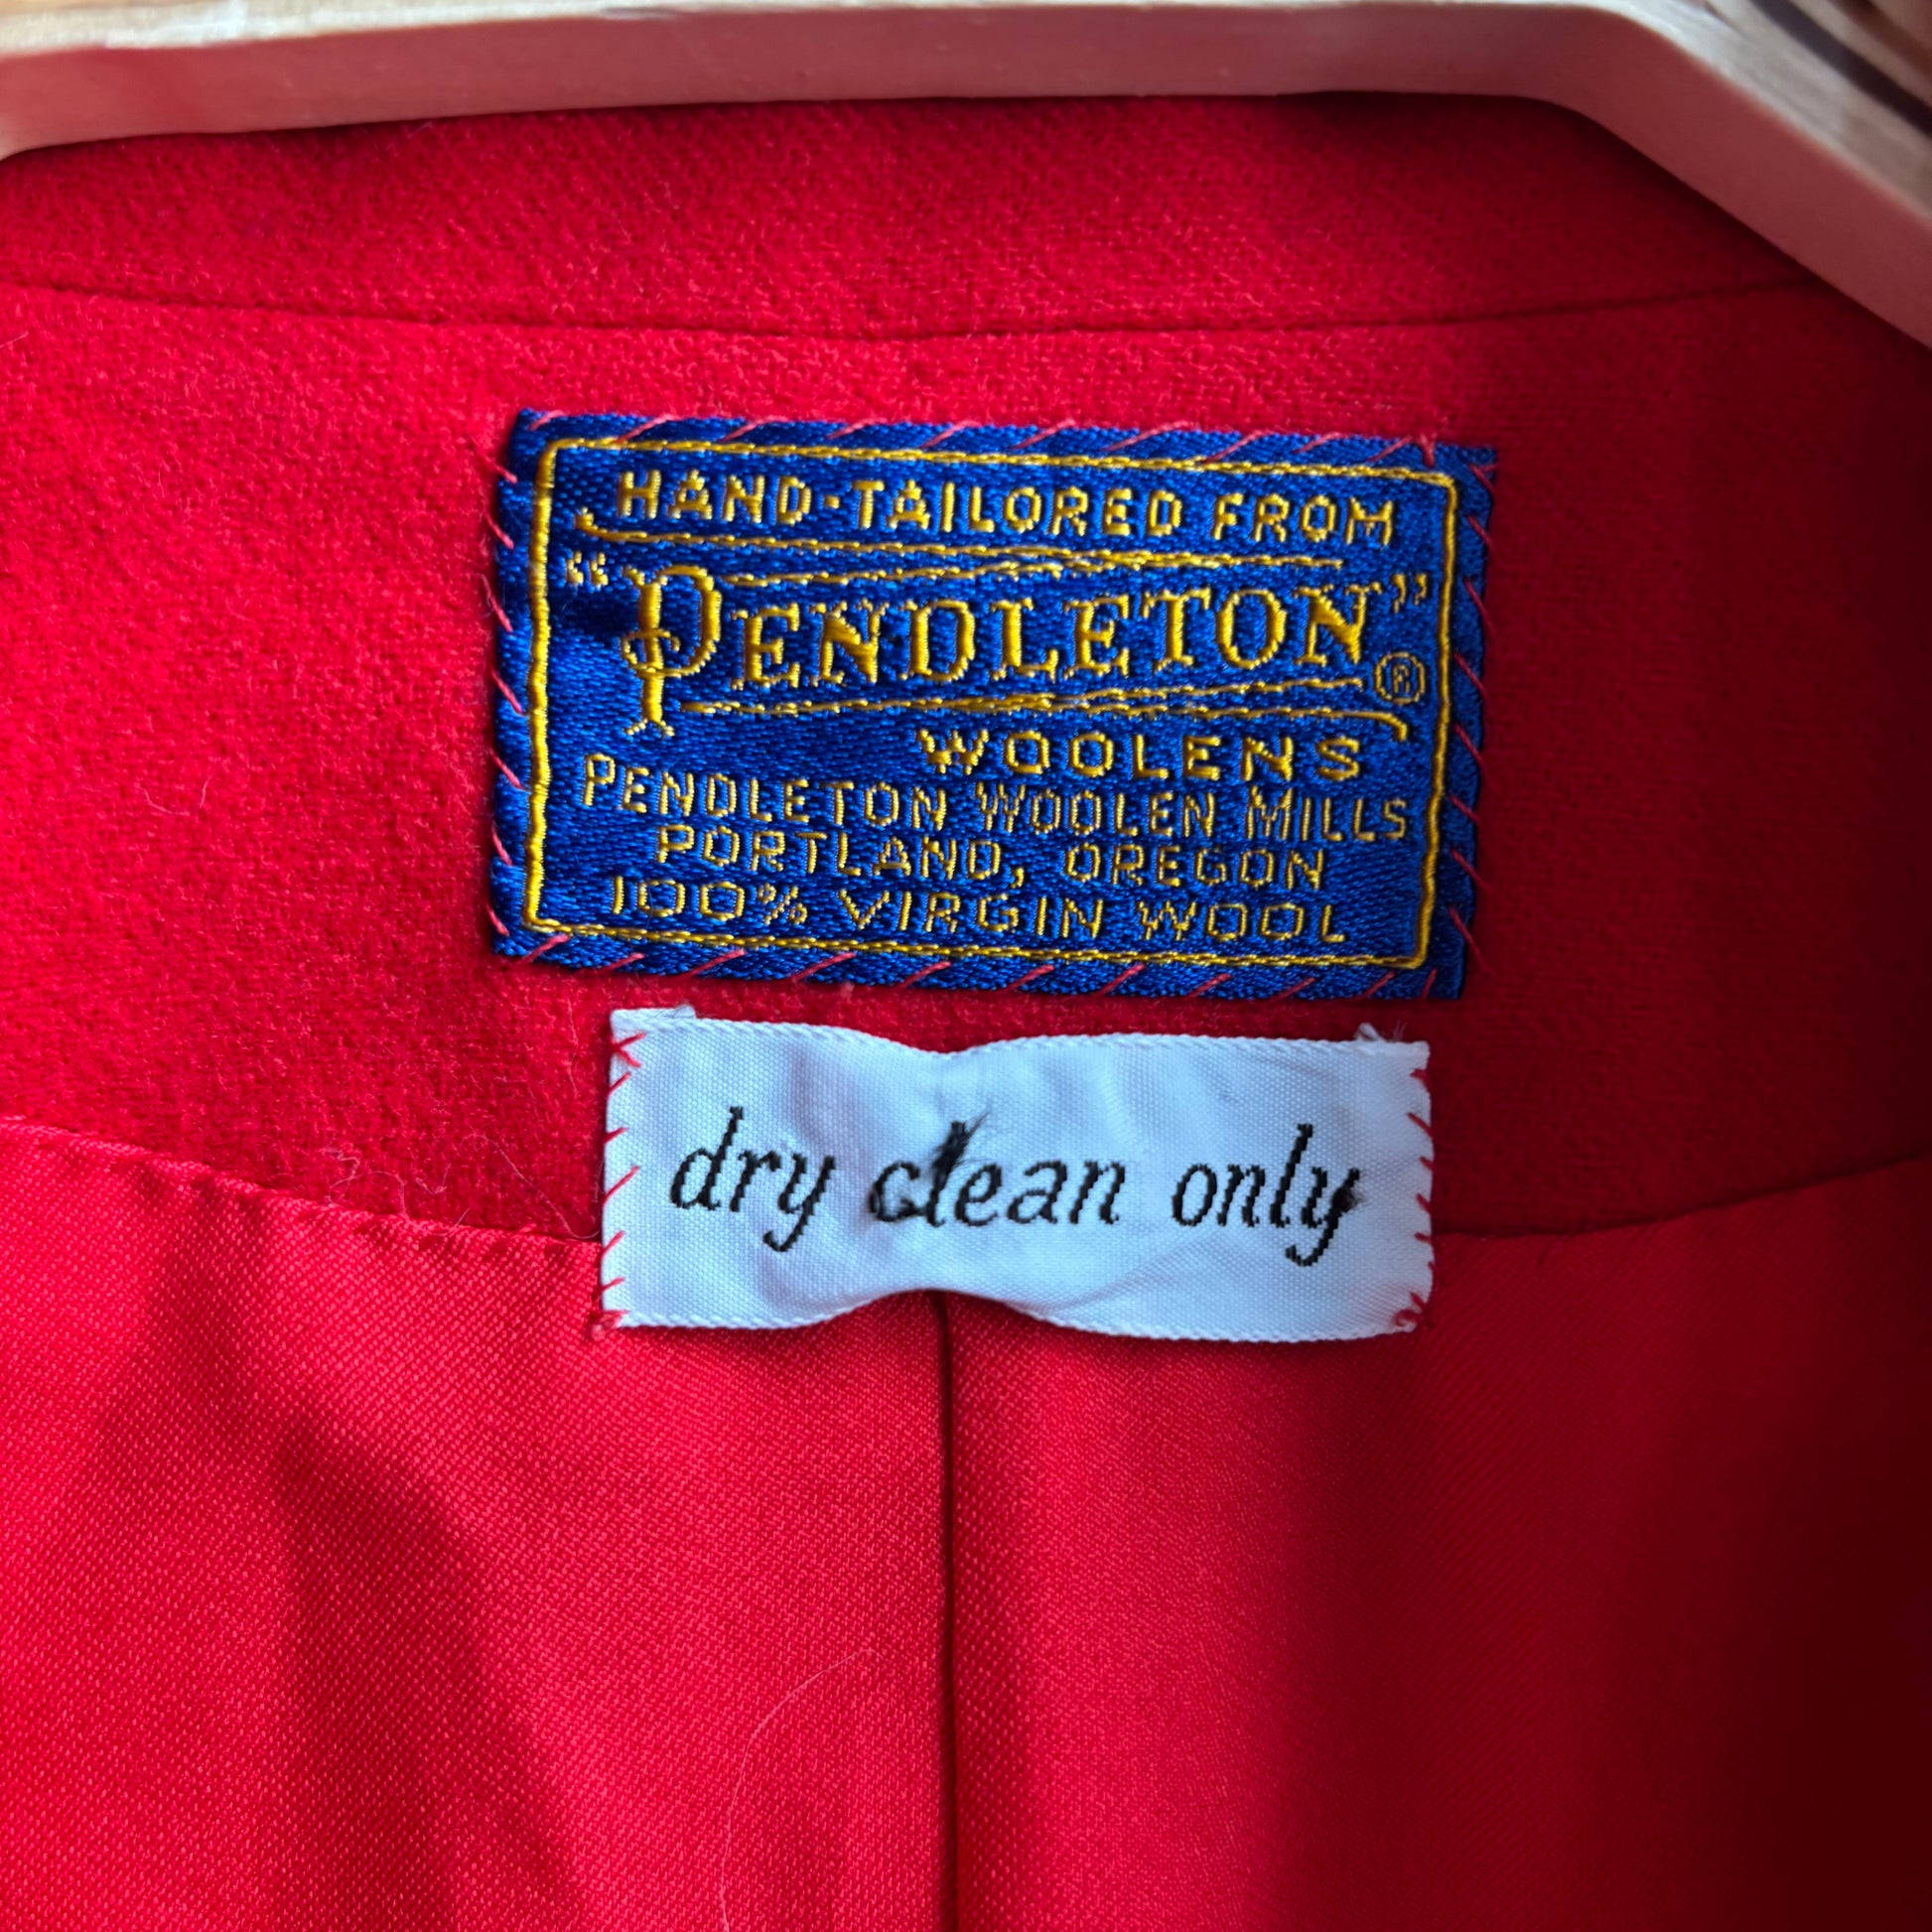 HAND-TAILORED FROM
“PENDLETON”®
WOOLENS
PENDLETON WOOLEN MILLS
PORTLAND, OREGON
100% VIRGIN WOOL
dry clean only